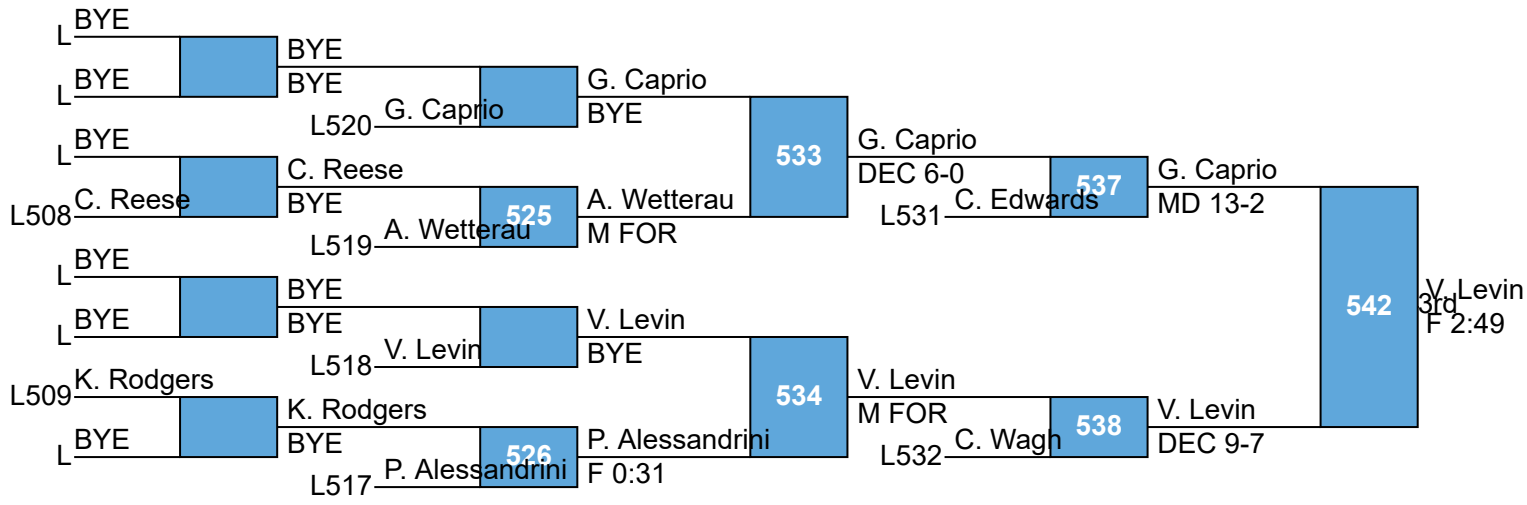 BYE
L
BYE
L
BYE
BYE
L520
G. Caprio
G. Caprio
BYE
BYE
L
L508
C. Reese
C. Reese
BYE
L519
A. Wetterau
525
A. Wetterau
M FOR
533
G. Caprio
DEC 6-0
L531
C. Edwards
537
G. Caprio
MD 13-2
BYE
L
BYE
L
BYE
BYE
L518
V. Levin
V. Levin
BYE
L509
K. Rodgers
BYE
L
K. Rodgers
BYE
L517
P. Alessandrini
526
P. Alessandrini
F 0:31
534
V. Levin
M FOR
L532
C. Wagh
538
V. Levin
DEC 9-7
542
V. Levin
3rd
F 2:49